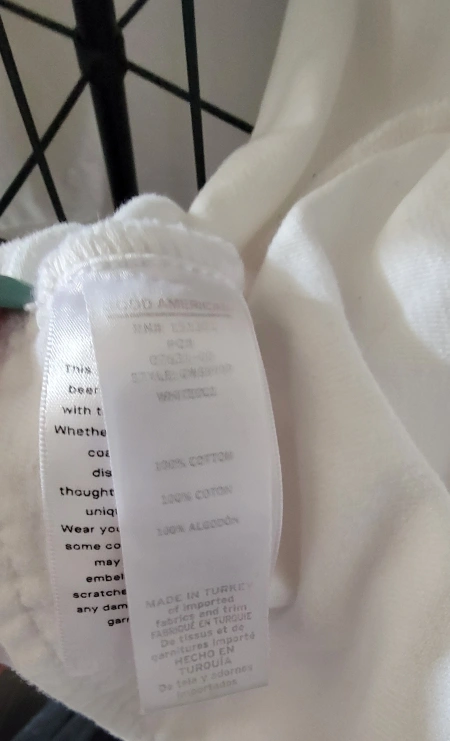 GOOD AMERICAN
100% COTTON
100% COTON
100% ALGODÓN
MADE IN TURKEY
of imported
fabrics and trim
FABRIQUÉ EN TURQUIE
De tissus et de
garnitures importé
HECHO EN
TURQUÍA
De tela y adornos
importados
This
beer
with t
Whethe
coa
dis
thought
uniq
Wear you
some co
may
embel
scratche
any dam
garr